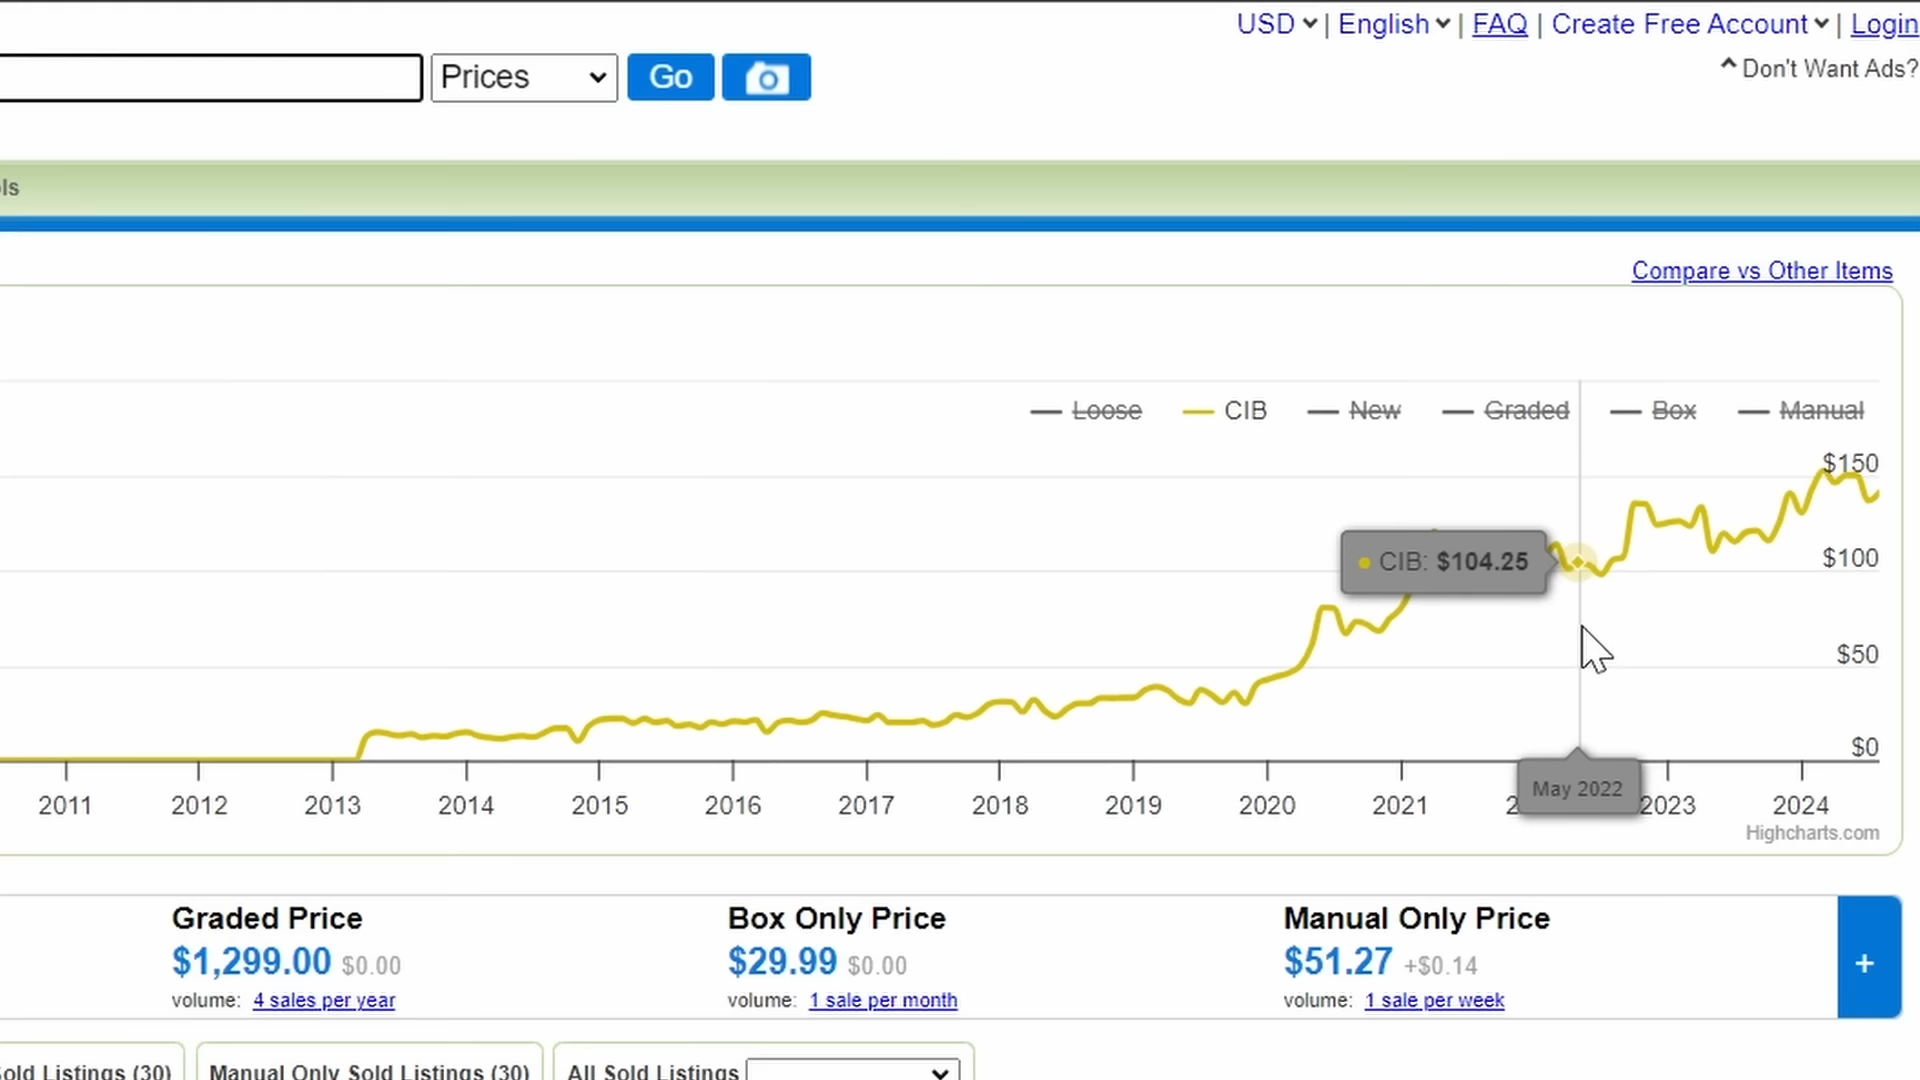 USD | English | FAQ | Create Free Account | Login
Prices Go
^ Don't Want Ads?
ls
Compare vs Other Items
Loose CIB New Graded Box Manual
$150
CIB: $104.25
$100
$50
$0
May 2022
2011 2012 2013 2014 2015 2016 2017 2018 2019 2020 2021 2 2023 2024
Highcharts.com
Graded Price Box Only Price Manual Only Price
$1,299.00 $0.00 $29.99 $0.00 $51.27 +$0.14
+
volume: 4 sales per year volume: 1 sale per month volume: 1 sale per week
Sold Listings (30) Manual Only Sold Listings (30) All Sold Listings